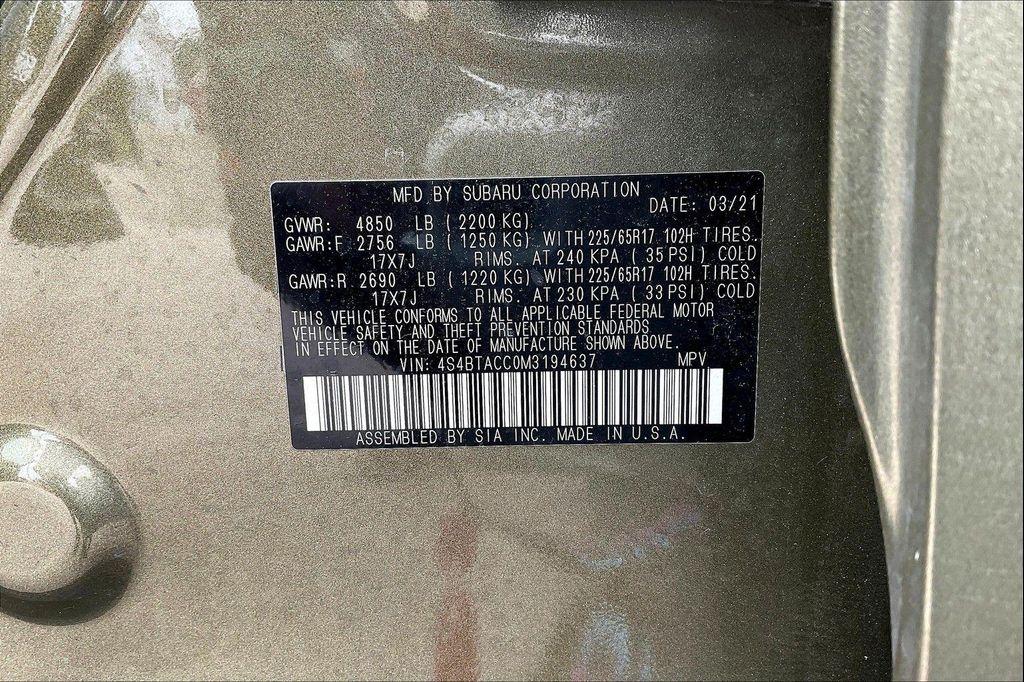 MFD BY SUBARU CORPORATION
DATE: 03/21
GVWR: 4850 LB (2200 KG)
GAWR:F 2756 LB (1250 KG) WITH 225/65R17 102H TIRES.
17X7J RIMS. AT 240 KPA (35 PSI) COLD
GAWR:R 2690 LB (1220 KG) WITH 225/65R17 102H TIRES.
17X7J RIMS. AT 230 KPA (33 PSI) COLD
THIS VEHICLE CONFORMS TO ALL APPLICABLE FEDERAL MOTOR
VEHICLE SAFETY AND THEFT PREVENTION STANDARDS
IN EFFECT ON THE DATE OF MANUFACTURE SHOWN ABOVE.
VIN: 4S4BTACC0M3194637 MPV
ASSEMBLED BY SIA INC. MADE IN U.S.A.